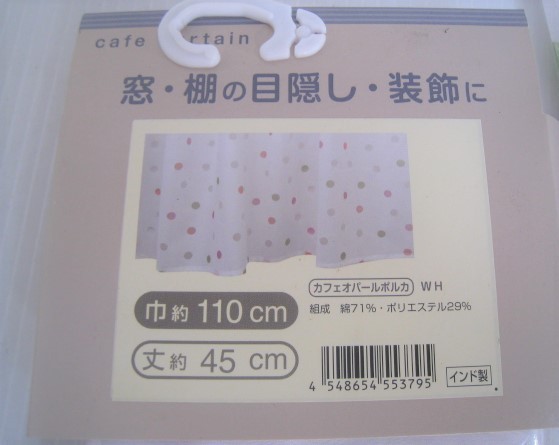 cafe rtain
窓・棚の目隠し・装飾に
カフェオパールポルカ WH
組成 綿71%・ポリエステル29%
巾約 110 cm
丈約 45 cm
4 548654 553795
インド製